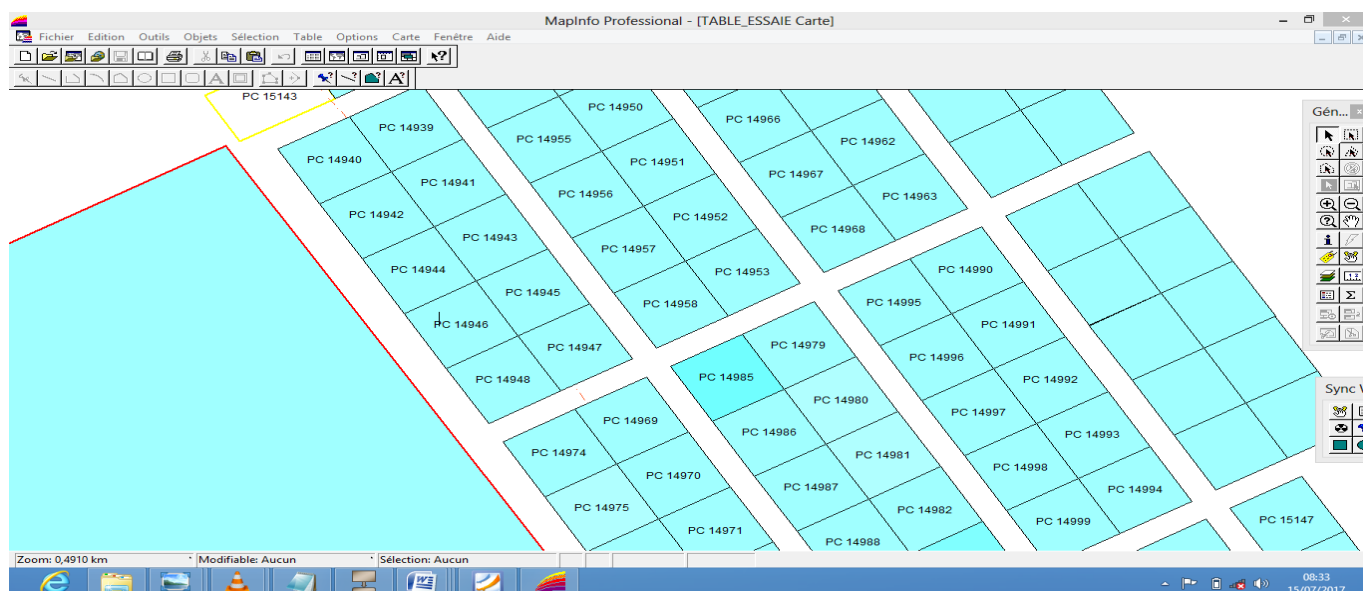 MapInfo Professional - [TABLE_ESSAIE Carte]
Fichier Edition Outils Objets Sélection Table Options Carte Fenêtre Aide
PC 15143
PC 14939
PC 14940
PC 14941
PC 14942
PC 14943
PC 14944
PC 14945
PC 14946
PC 14947
PC 14948
PC 14950
PC 14955
PC 14951
PC 14956
PC 14952
PC 14957
PC 14953
PC 14958
PC 14966
PC 14962
PC 14967
PC 14963
PC 14968
PC 14969
PC 14974
PC 14970
PC 14975
PC 14971
PC 14979
PC 14985
PC 14980
PC 14986
PC 14981
PC 14987
PC 14982
PC 14988
PC 14990
PC 14995
PC 14991
PC 14996
PC 14992
PC 14997
PC 14993
PC 14998
PC 14994
PC 14999
PC 15147
Gén...
Sync
Zoom: 0,4910 km Modifiable: Aucun Sélection: Aucun
08:33
15/07/2017